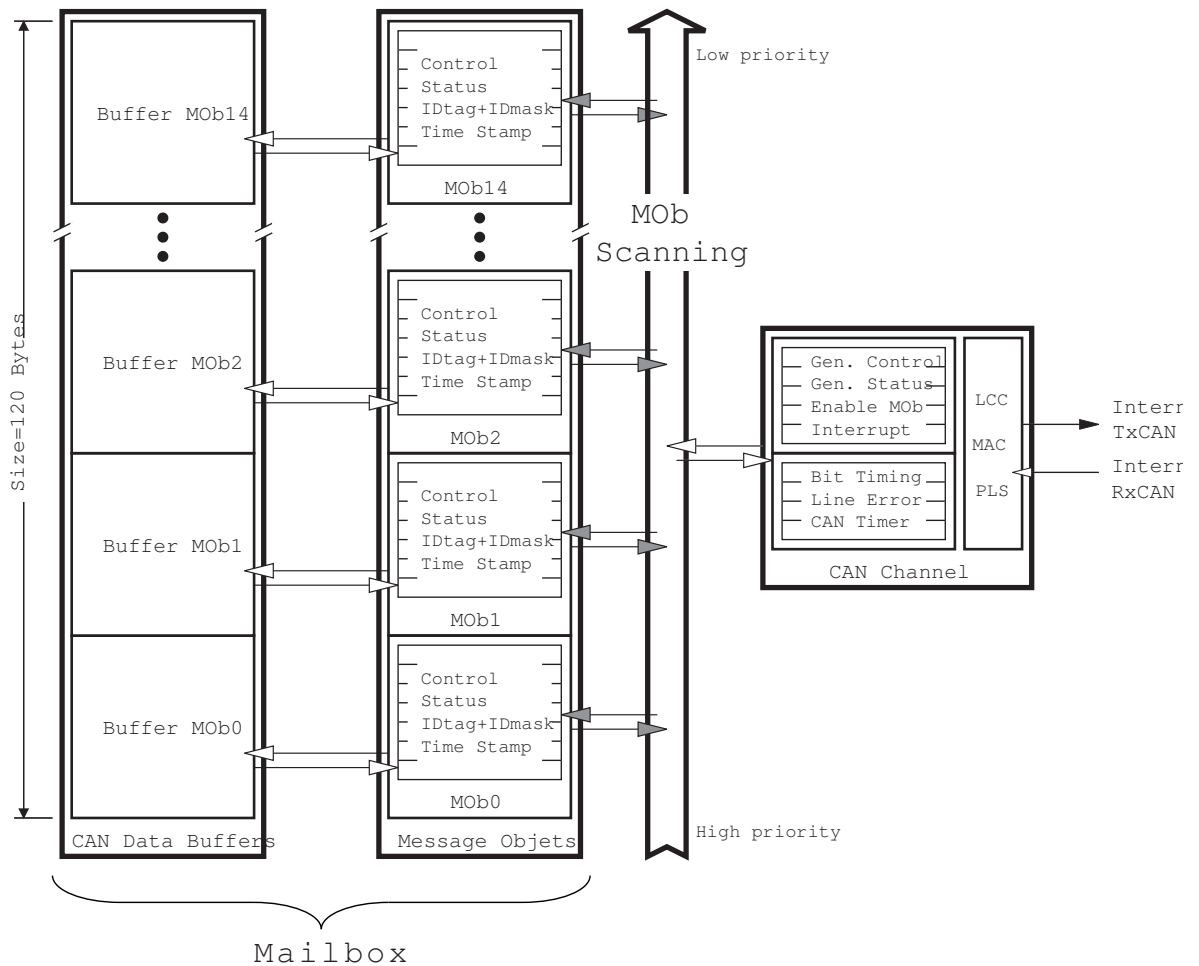 Size=120 Bytes
Buffer MOb14
Buffer MOb2
Buffer MOb1
Buffer MOb0
CAN Data Buffers
Control
Status
IDtag+IDmask
Time Stamp
MOb14
Control
Status
IDtag+IDmask
Time Stamp
MOb2
Control
Status
IDtag+IDmask
Time Stamp
MOb1
Control
Status
IDtag+IDmask
Time Stamp
MOb0
Message Objets
Mailbox
Low priority
MOb
Scanning
High priority
Gen. Control
Gen. Status
Enable MOb
Interrupt
Bit Timing
Line Error
CAN Timer
CAN Channel
LCC
MAC
PLS
Intern
TxCAN
Intern
RxCAN